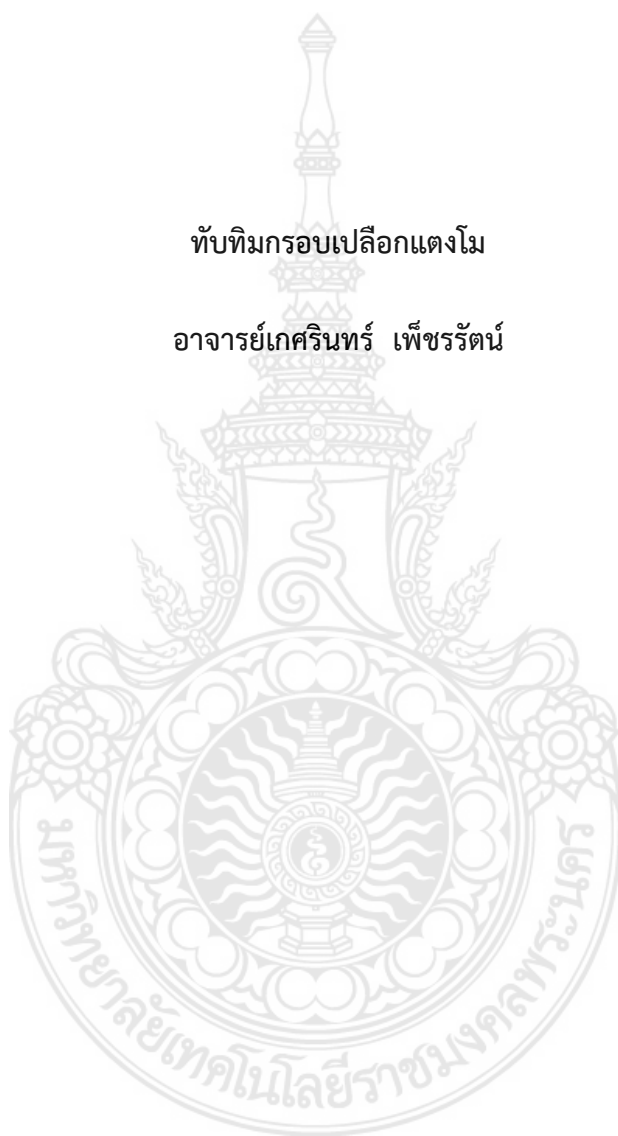 ทับทิมกรอบเปลือกแตงโม
อาจารย์เกศรินทร์ เพ็ชรรัตน์
มหาวิทยาลัยเทคโนโลยีราชมงคลพระนคร